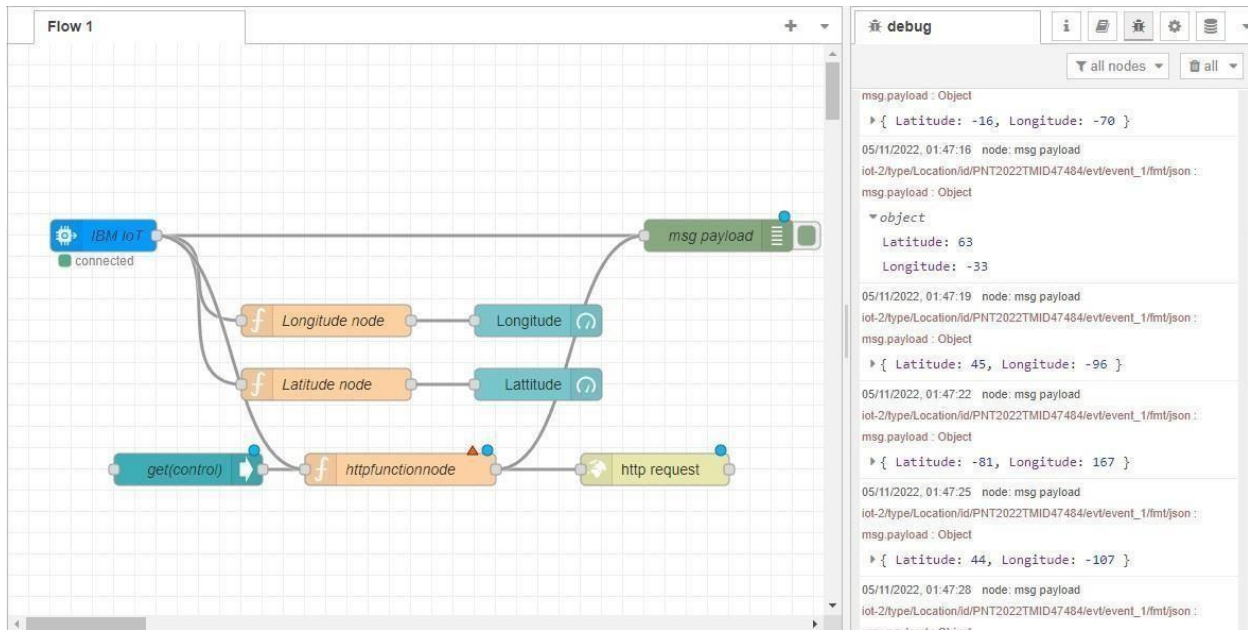 Flow 1
IBM IoT
connected
msg payload
Longitude node
Longitude
Latitude node
Lattitude
get(control)
httpfunctionnode
http request
debug
i
all nodes
all
msg.payload : Object
{ Latitude: -16, Longitude: -70 }
05/11/2022, 01:47:16 node: msg payload
iot-2/type/Location/id/PNT2022TMID47484/evt/event_1/fmt/json :
msg.payload : Object
object
Latitude: 63
Longitude: -33
05/11/2022, 01:47:19 node: msg payload
iot-2/type/Location/id/PNT2022TMID47484/evt/event_1/fmt/json :
msg.payload : Object
{ Latitude: 45, Longitude: -96 }
05/11/2022, 01:47:22 node: msg payload
iot-2/type/Location/id/PNT2022TMID47484/evt/event_1/fmt/json :
msg.payload : Object
{ Latitude: -81, Longitude: 167 }
05/11/2022, 01:47:25 node: msg payload
iot-2/type/Location/id/PNT2022TMID47484/evt/event_1/fmt/json :
msg.payload : Object
{ Latitude: 44, Longitude: -107 }
05/11/2022, 01:47:28 node: msg payload
iot-2/type/Location/id/PNT2022TMID47484/evt/event_1/fmt/json :